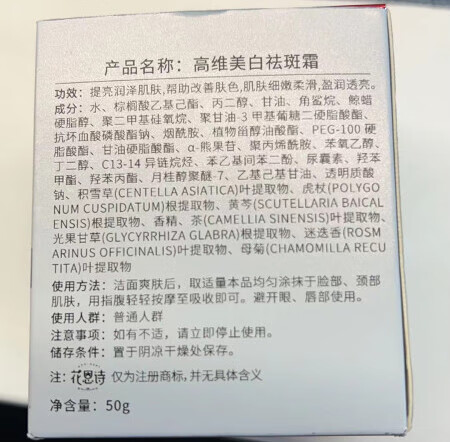 产品名称：高维美白祛斑霜
功效：提亮润泽肌肤,帮助改善肤色,肌肤细嫩柔滑,盈润透亮。
成分：水、棕榈酸乙基己酯、丙二醇、甘油、角鲨烷、鲸蜡
硬脂醇、聚二甲基硅氧烷、聚甘油-3 甲基葡糖二硬脂酸酯、
抗坏血酸磷酸酯钠、烟酰胺、植物甾醇油酸酯、PEG-100 硬
脂酸酯、甘油硬脂酸酯、α-熊果苷、聚丙烯酰胺、苯氧乙醇、
丁二醇、C13-14 异链烷烃、苯乙基间苯二酚、尿囊素、羟苯
甲酯、羟苯丙酯、月桂醇聚醚-7、乙基己基甘油、透明质酸
钠、积雪草(CENTELLA ASIATICA)叶提取物、虎杖(POLYGO
NUM CUSPIDATUM)根提取物、黄芩(SCUTELLARIA BAICAL
ENSIS)根提取物、香精、茶(CAMELLIA SINENSIS)叶提取物、
光果甘草(GLYCYRRHIZA GLABRA)根提取物、迷迭香(ROSM
ARINUS OFFICINALIS)叶提取物、母菊(CHAMOMILLA RECU
TITA)叶提取物
使用方法：洁面爽肤后，取适量本品均匀涂抹于脸部、颈部
肌肤，用指腹轻轻按摩至吸收即可。避开眼、唇部使用。
使用人群：普通人群
注意事项：如有不适，请立即停止使用。
储存条件：置于阴凉干燥处保存。
注：花恩诗 仅为注册商标，并无具体含义
净含量：50g